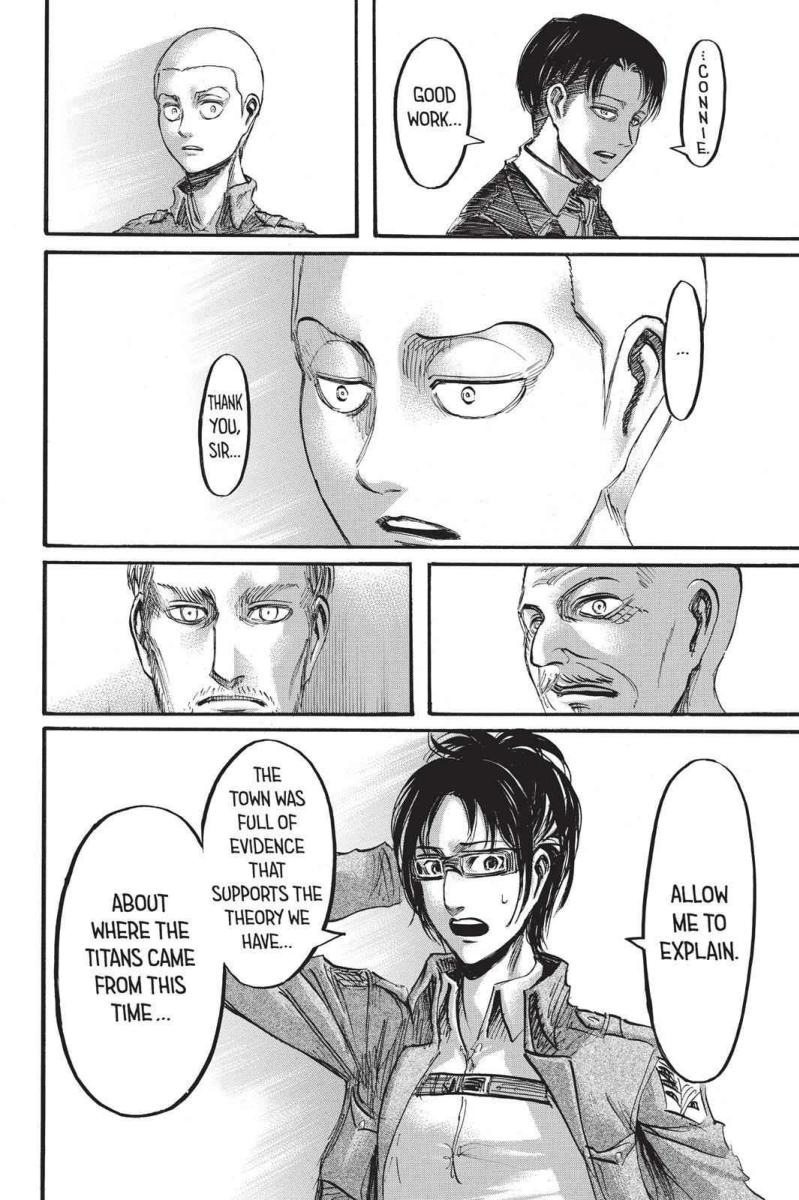 ...CONNIE.
GOOD
WORK...
...
THANK
YOU,
SIR...
ALLOW
ME TO
EXPLAIN.
THE
TOWN WAS
FULL OF
EVIDENCE
THAT
SUPPORTS THE
THEORY WE
HAVE...
ABOUT
WHERE THE
TITANS CAME
FROM THIS
TIME...